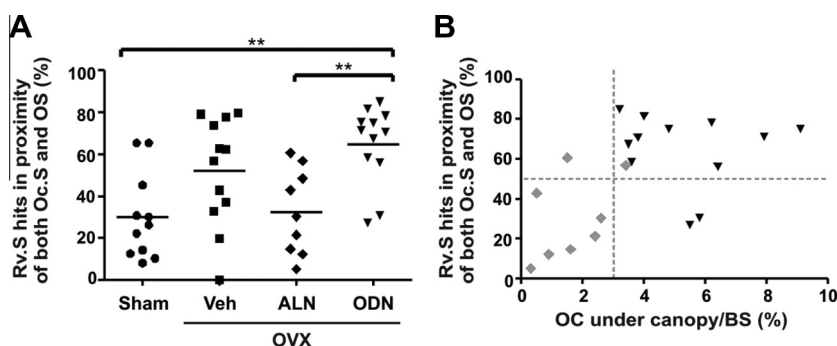 A
B
**
**
Rv.S hits in proximity
of both Oc.S and OS (%)
100
80
60
40
20
0
Sham
Veh
ALN
ODN
OVX
Rv.S hits in proximity
of both Oc.S and OS (%)
100
80
60
40
20
0
0
2
4
6
8
10
OC under canopy/BS (%)